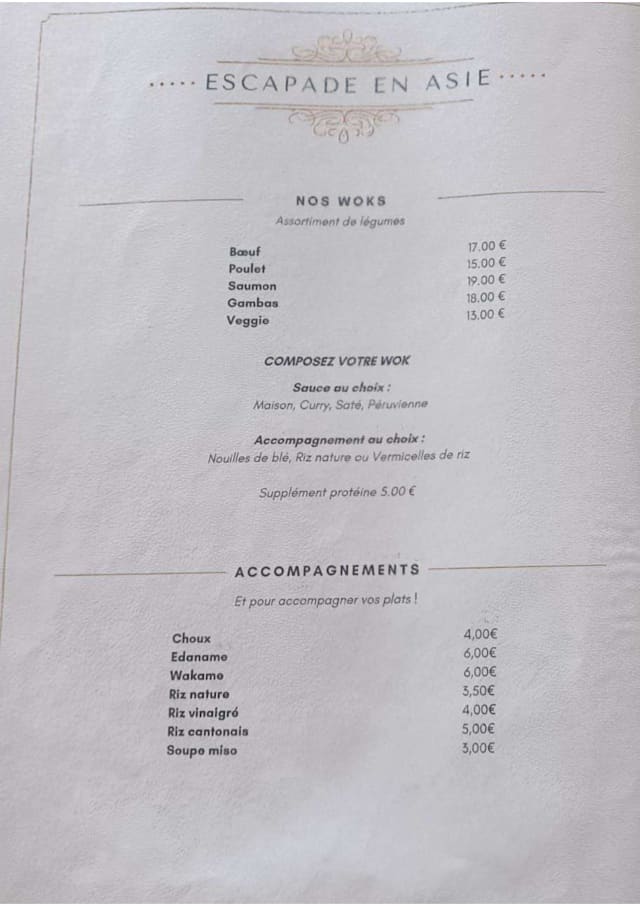 ESCAPADE EN ASIE
NOS WOKS
Assortiment de légumes
Bœuf 17.00 €
Poulet 15.00 €
Saumon 19.00 €
Gambas 18.00 €
Veggie 13.00 €
COMPOSEZ VOTRE WOK
Sauce au choix :
Maison, Curry, Saté, Péruvienne
Accompagnement au choix :
Nouilles de blé, Riz nature ou Vermicelles de riz
Supplément protéine 5.00 €
ACCOMPAGNEMENTS
Et pour accompagner vos plats !
Choux 4,00€
Edaname 6,00€
Wakame 6,00€
Riz nature 3,50€
Riz vinaigré 4,00€
Riz cantonais 5,00€
Soupe miso 3,00€